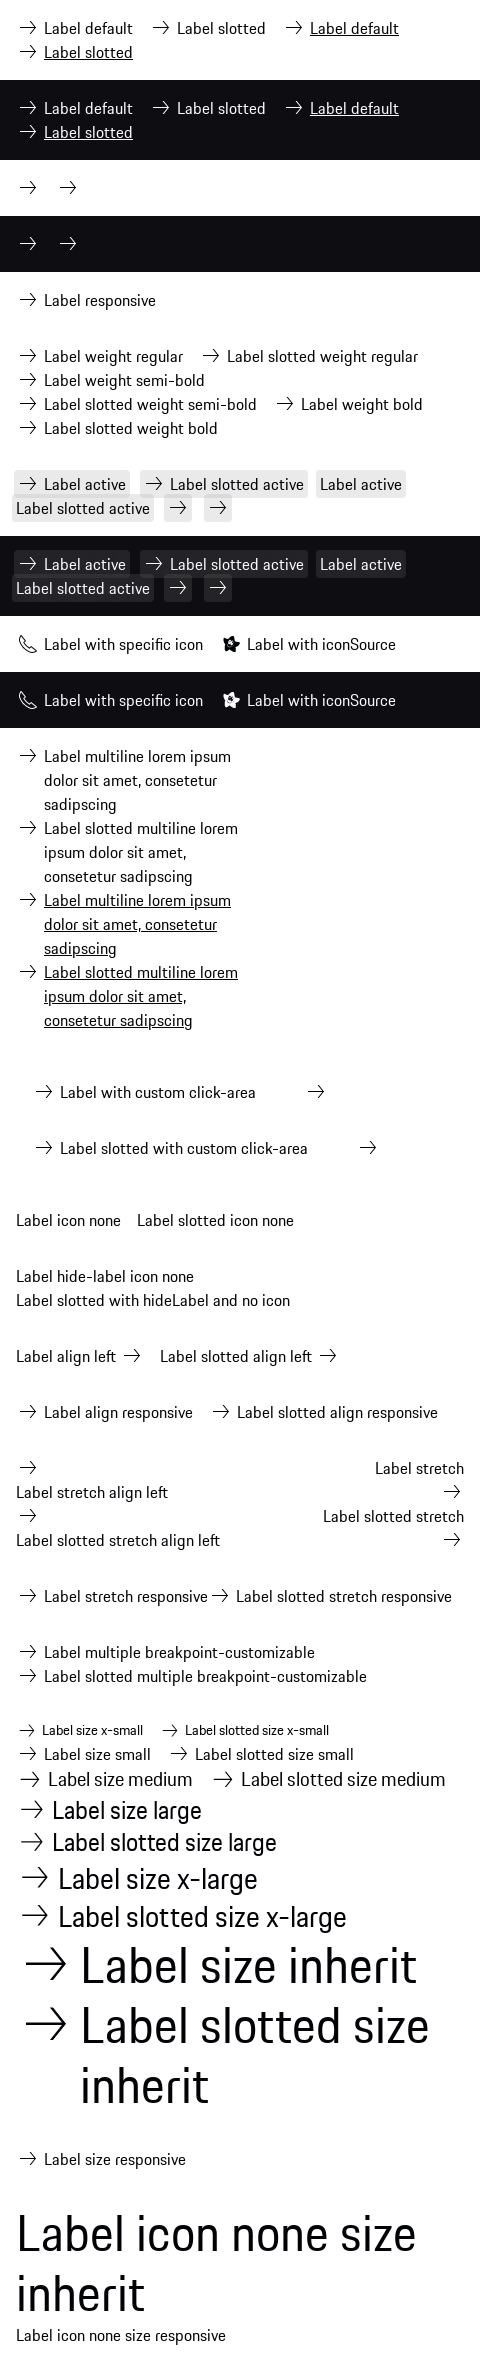 Label default Label slotted Label default
Label slotted
Label default Label slotted Label default
Label slotted
Label responsive
Label weight regular Label slotted weight regular
Label weight semi-bold
Label slotted weight semi-bold Label weight bold
Label slotted weight bold
Label active Label slotted active Label active
Label slotted active
Label active Label slotted active Label active
Label slotted active
Label with specific icon Label with iconSource
Label with specific icon Label with iconSource
Label multiline lorem ipsum
dolor sit amet, consetetur
sadipscing
Label slotted multiline lorem
ipsum dolor sit amet,
consetetur sadipscing
Label multiline lorem ipsum
dolor sit amet, consetetur
sadipscing
Label slotted multiline lorem
ipsum dolor sit amet,
consetetur sadipscing
Label with custom click-area
Label slotted with custom click-area
Label icon none Label slotted icon none
Label hide-label icon none
Label slotted with hideLabel and no icon
Label align left Label slotted align left
Label align responsive Label slotted align responsive
Label stretch
Label stretch align left
Label slotted stretch
Label slotted stretch align left
Label stretch responsive Label slotted stretch responsive
Label multiple breakpoint-customizable
Label slotted multiple breakpoint-customizable
Label size x-small Label slotted size x-small
Label size small Label slotted size small
Label size medium Label slotted size medium
Label size large
Label slotted size large
Label size x-large
Label slotted size x-large
Label size inherit
Label slotted size
inherit
Label size responsive
Label icon none size
inherit
Label icon none size responsive